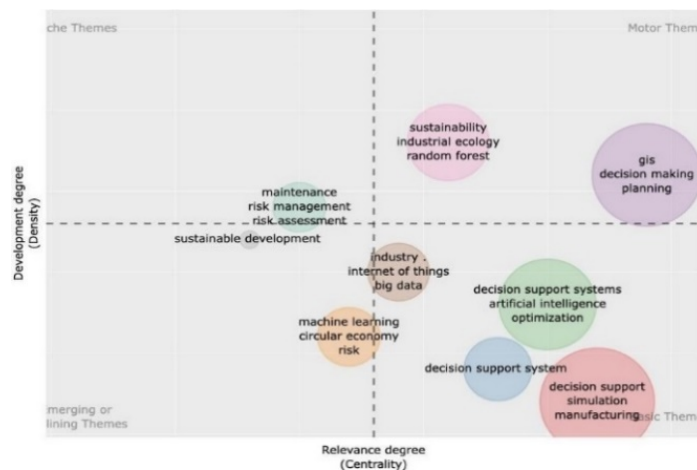 che Themes
Motor Them
sustainability
industrial ecology
random forest
gis
decision making
planning
maintenance
risk management
risk assessment
sustainable development
industry .
internet of things
big data
decision support systems
artificial intelligence
optimization
machine learning
circular economy
risk
decision support system
decision support
simulation
manufacturing
merging or
lining Themes
asic Them
Development degree
(Density)
Relevance degree
(Centrality)